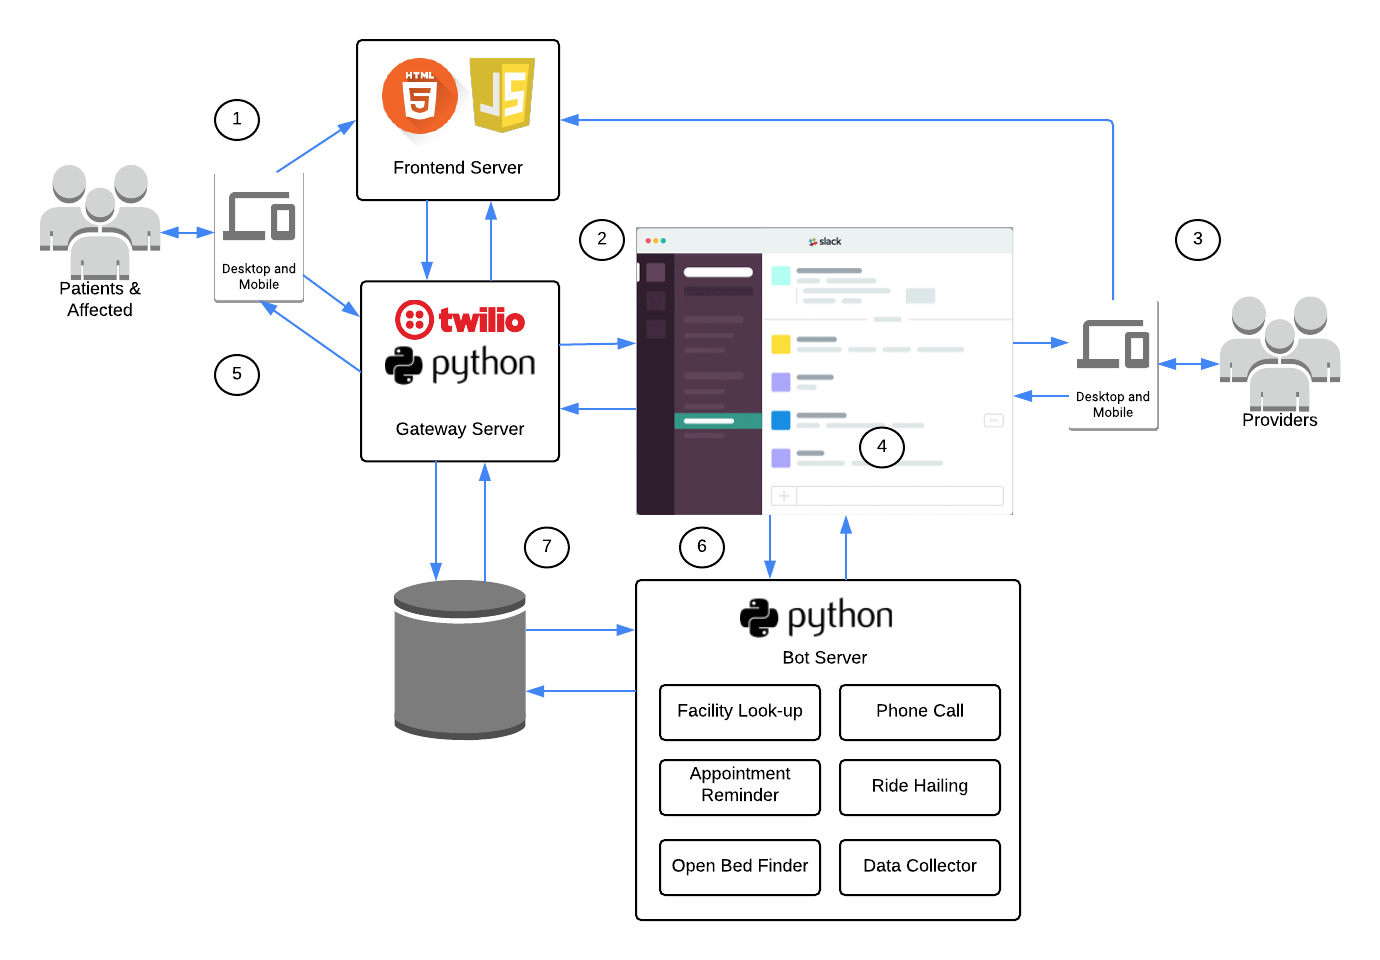 HTML
5
JS
Frontend Server
1
Patients &
Affected
Desktop and
Mobile
2
slack
3
twilio
python
Gateway Server
5
4
Desktop and
Mobile
Providers
7
6
python
Bot Server
Facility Look-up
Phone Call
Appointment
Reminder
Ride Hailing
Open Bed Finder
Data Collector